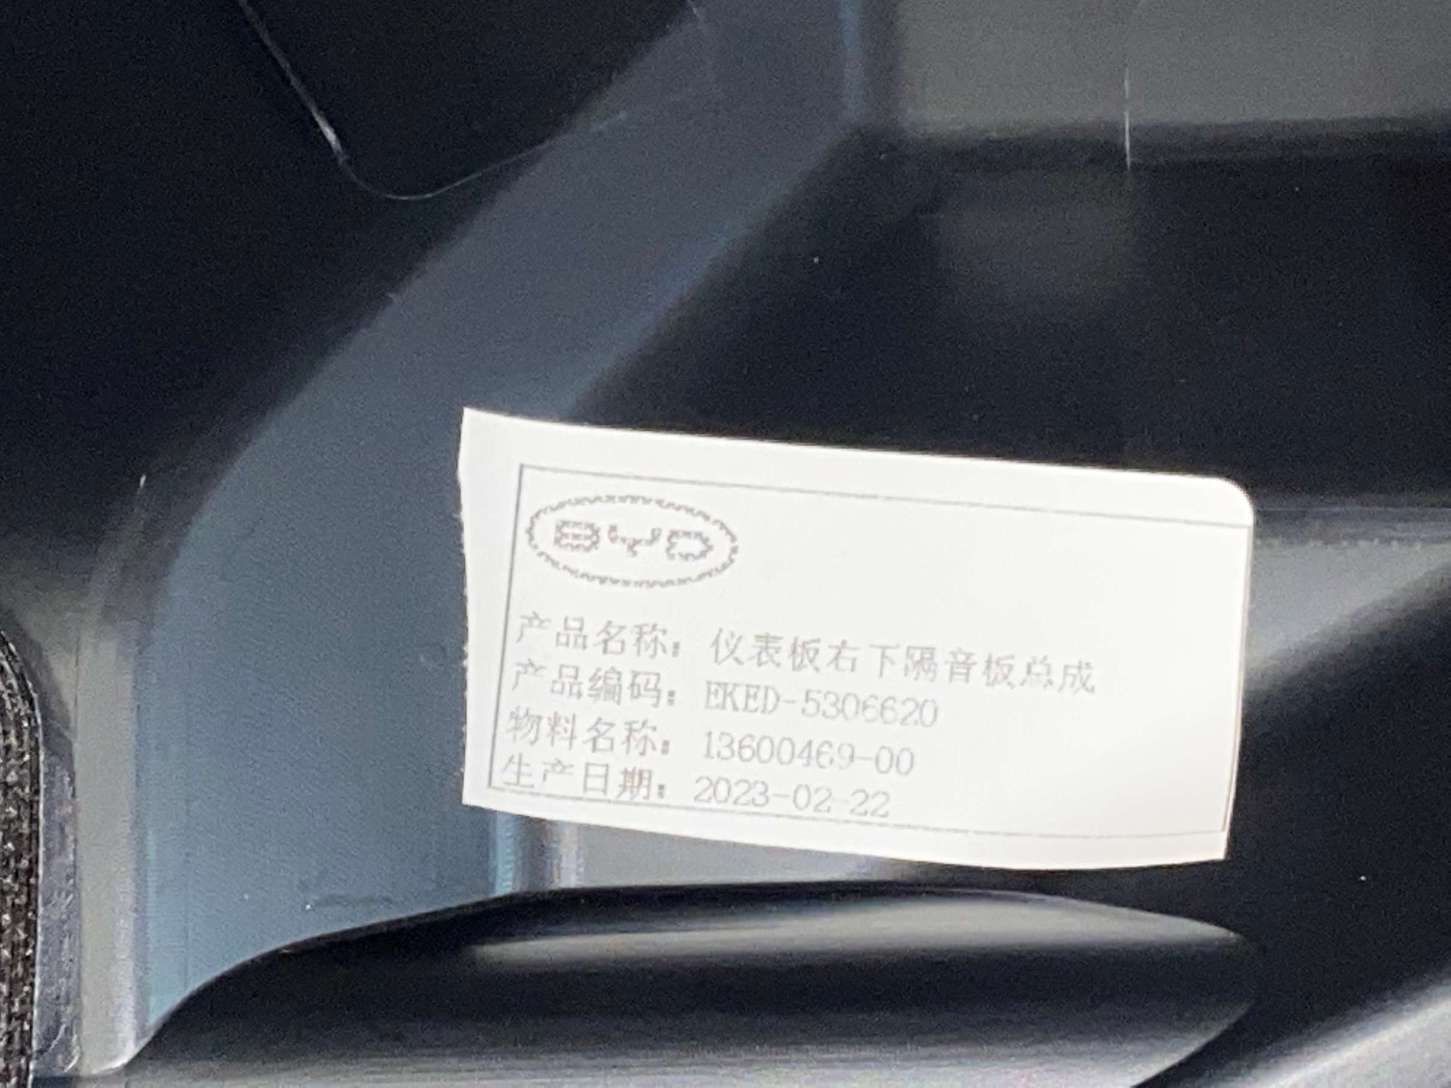 BYD
产品名称：仪表板右下隔音板总成
产品编码：EKED-5306620
物料名称：13600469-00
生产日期：2023-02-22